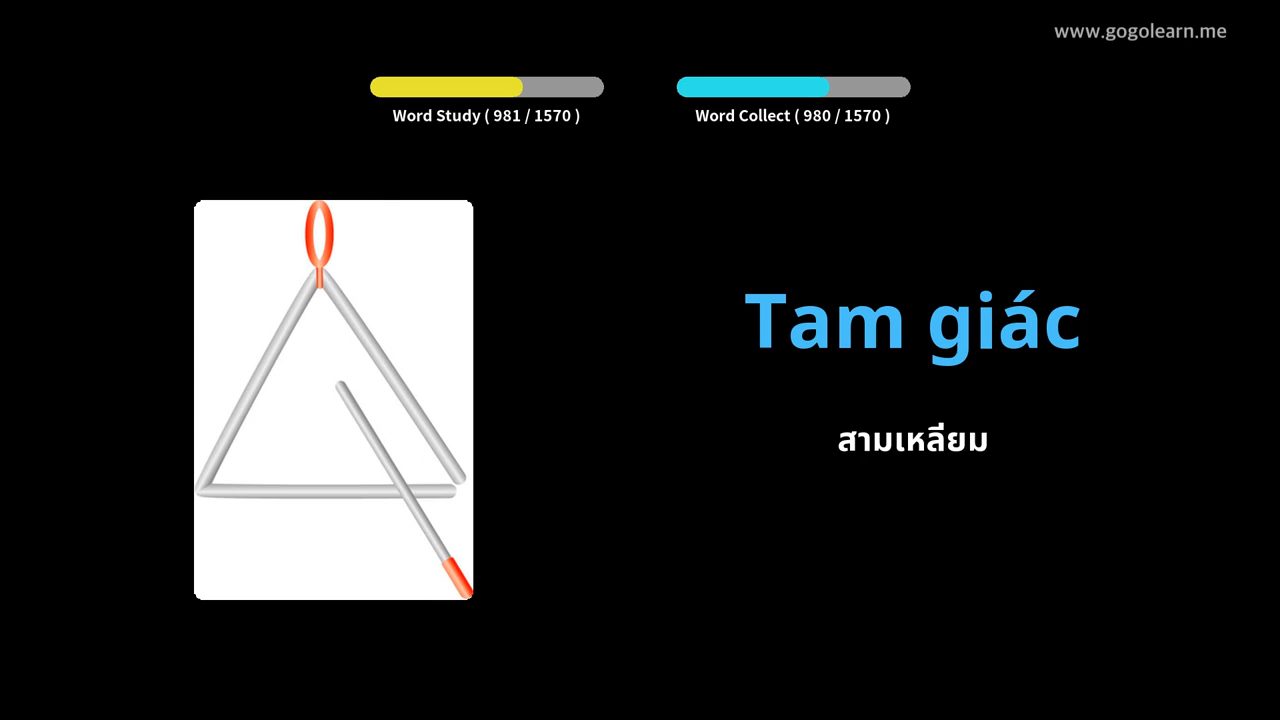 www.gogolearn.me
Word Study ( 981 / 1570 )
Word Collect ( 980 / 1570 )
Tam giác
สามเหลี่ยม